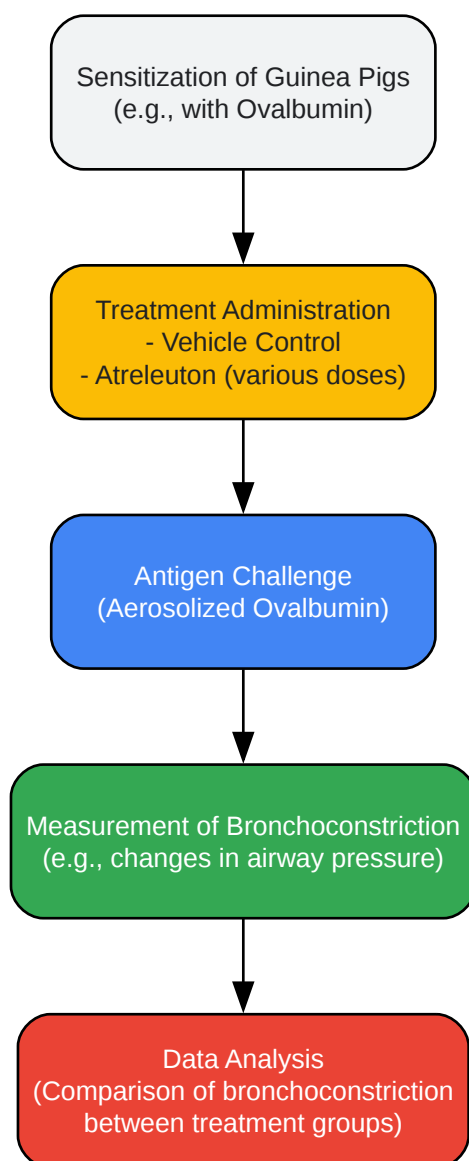 Sensitization of Guinea Pigs
(e.g., with Ovalbumin)
Treatment Administration
- Vehicle Control
- Atreleuton (various doses)
Antigen Challenge
(Aerosolized Ovalbumin)
Measurement of Bronchoconstriction
(e.g., changes in airway pressure)
Data Analysis
(Comparison of bronchoconstriction
between treatment groups)